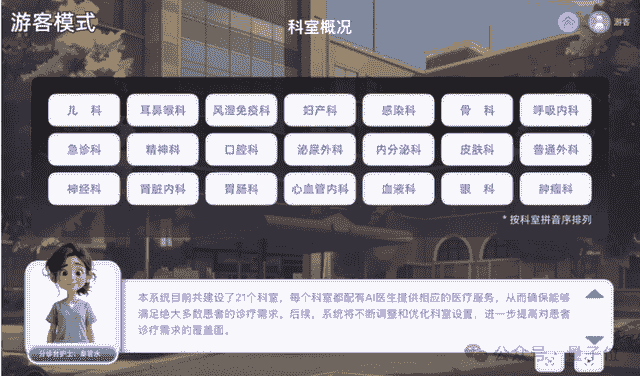 游客模式
科室概况
游客
儿 科
耳鼻喉科
风湿免疫科
妇产科
感染科
骨 科
呼吸内科
急诊科
精神科
口腔科
泌尿外科
内分泌科
皮肤科
普通外科
神经科
肾脏内科
胃肠科
心血管内科
血液科
眼 科
肿瘤科
* 按科室拼音序排列
本系统目前共建设了21个科室，每个科室都配有AI医生提供相应的医疗服务，从而确保能够
满足绝大多数患者的诊疗需求。后续，系统将不断调整和优化科室设置，进一步提高对患者
诊疗需求的覆盖面。
公众号